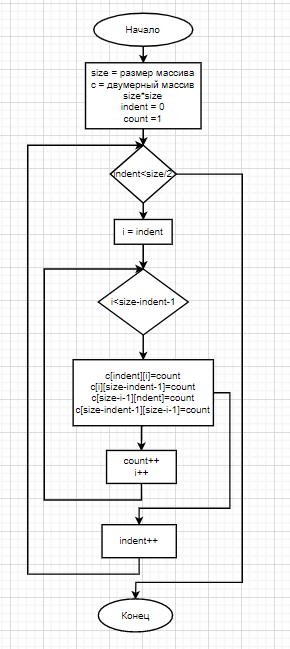 Начало
size = размер массива
c = двумерный массив
size*size
indent = 0
count =1
indent<size/2
i = indent
i<size-indent-1
c[indent][i]=count
c[i][size-indent-1]=count
c[size-i-1][ndent]=count
c[size-indent-1][size-i-1]=count
count++
i++
indent++
Конец